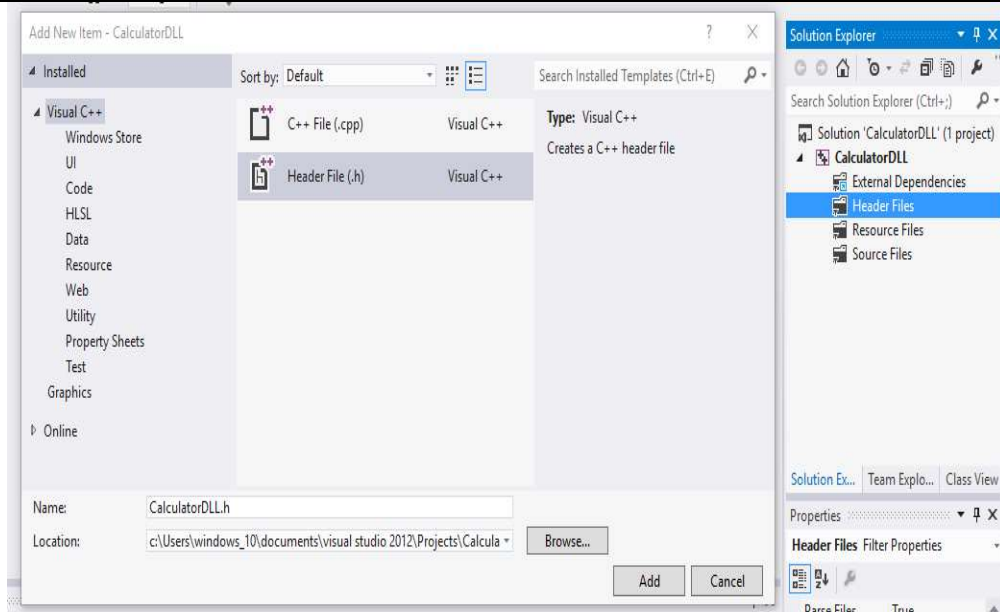 Add New Item - CalculatorDLL
?
X
Installed
Sort by: Default
Search Installed Templates (Ctrl+E)
Visual C++
Windows Store
UI
Code
HLSL
Data
Resource
Web
Utility
Property Sheets
Test
Graphics
Online
C++ File (.cpp) Visual C++
Header File (.h) Visual C++
Type: Visual C++
Creates a C++ header file
Name: CalculatorDLL.h
Location: c:\Users\windows_10\documents\visual studio 2012\Projects\Calcula
Browse...
Add
Cancel
Solution Explorer
Search Solution Explorer (Ctrl+;)
Solution 'CalculatorDLL' (1 project)
CalculatorDLL
External Dependencies
Header Files
Resource Files
Source Files
Solution Ex... Team Explo... Class View
Properties
Header Files Filter Properties
Parse Files True